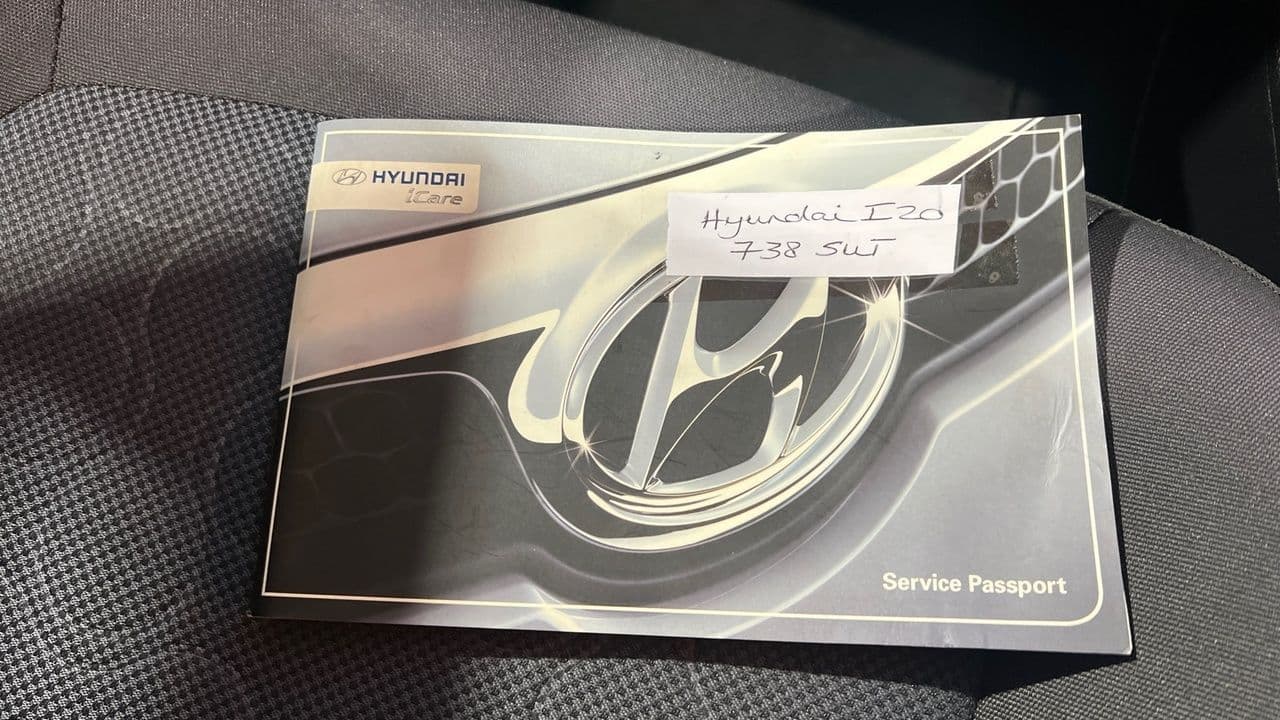 HYUNDAI
iCare
Hyundai I20
738 SWT
Service Passport